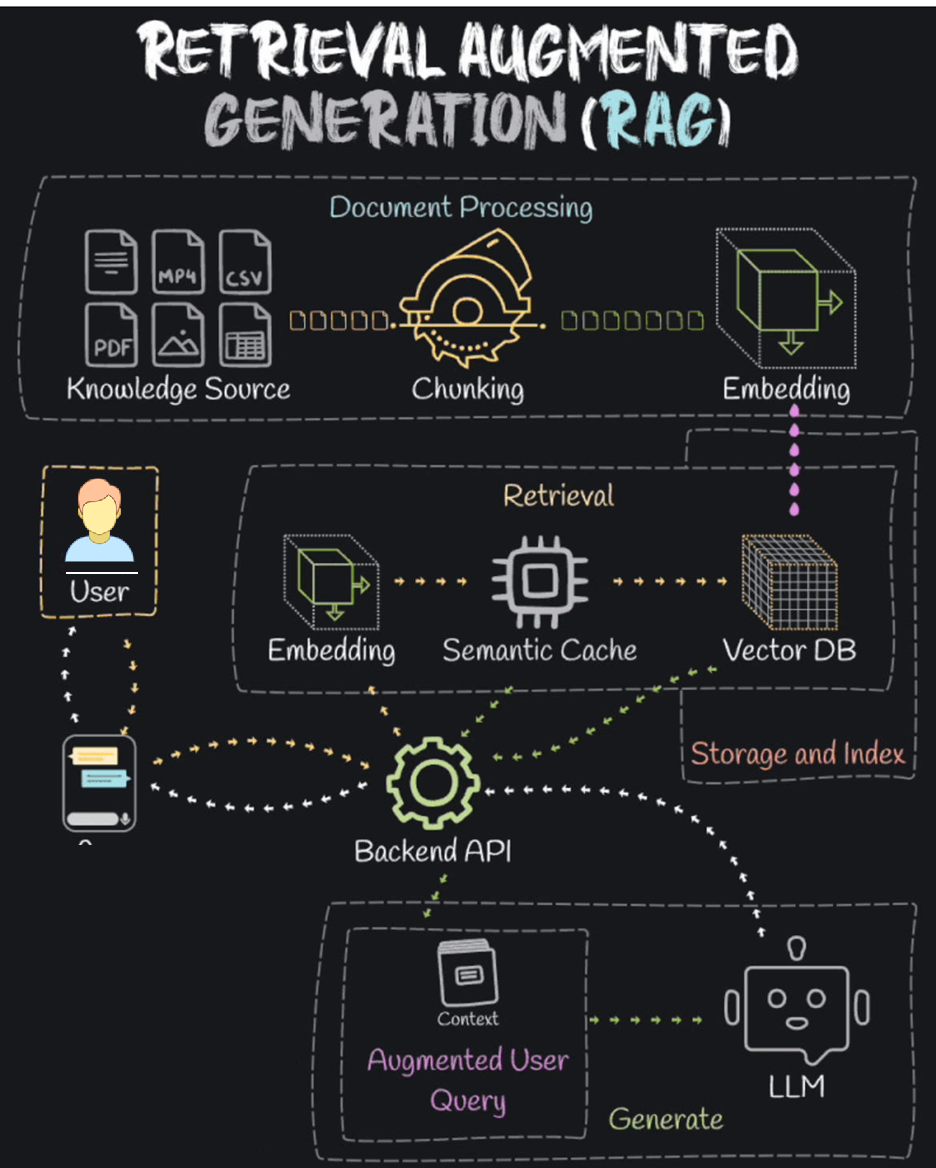 RETRIEVAL AUGMENTED
GENERATION (RAG)
Document Processing
MP4
CSV
PDF
Knowledge Source
Chunking
Embedding
User
Retrieval
Embedding
Semantic Cache
Vector DB
Storage and Index
Backend API
Context
Augmented User
Query
LLM
Generate